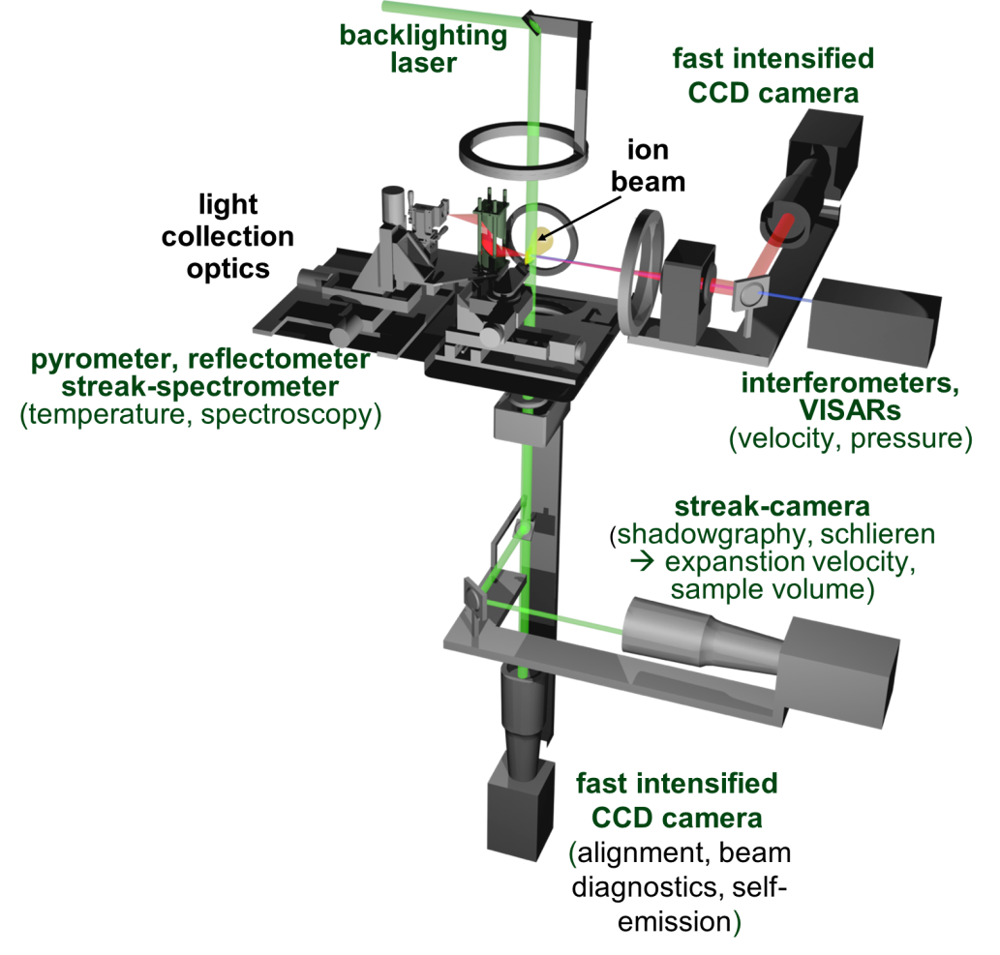 backlighting
laser
fast intensified
CCD camera
ion
beam
light
collection
optics
pyrometer, reflectometer
streak-spectrometer
(temperature, spectroscopy)
interferometers,
VISARs
(velocity, pressure)
streak-camera
(shadowgraphy, schlieren
→ expanstion velocity,
sample volume)
fast intensified
CCD camera
(alignment, beam
diagnostics, self-
emission)